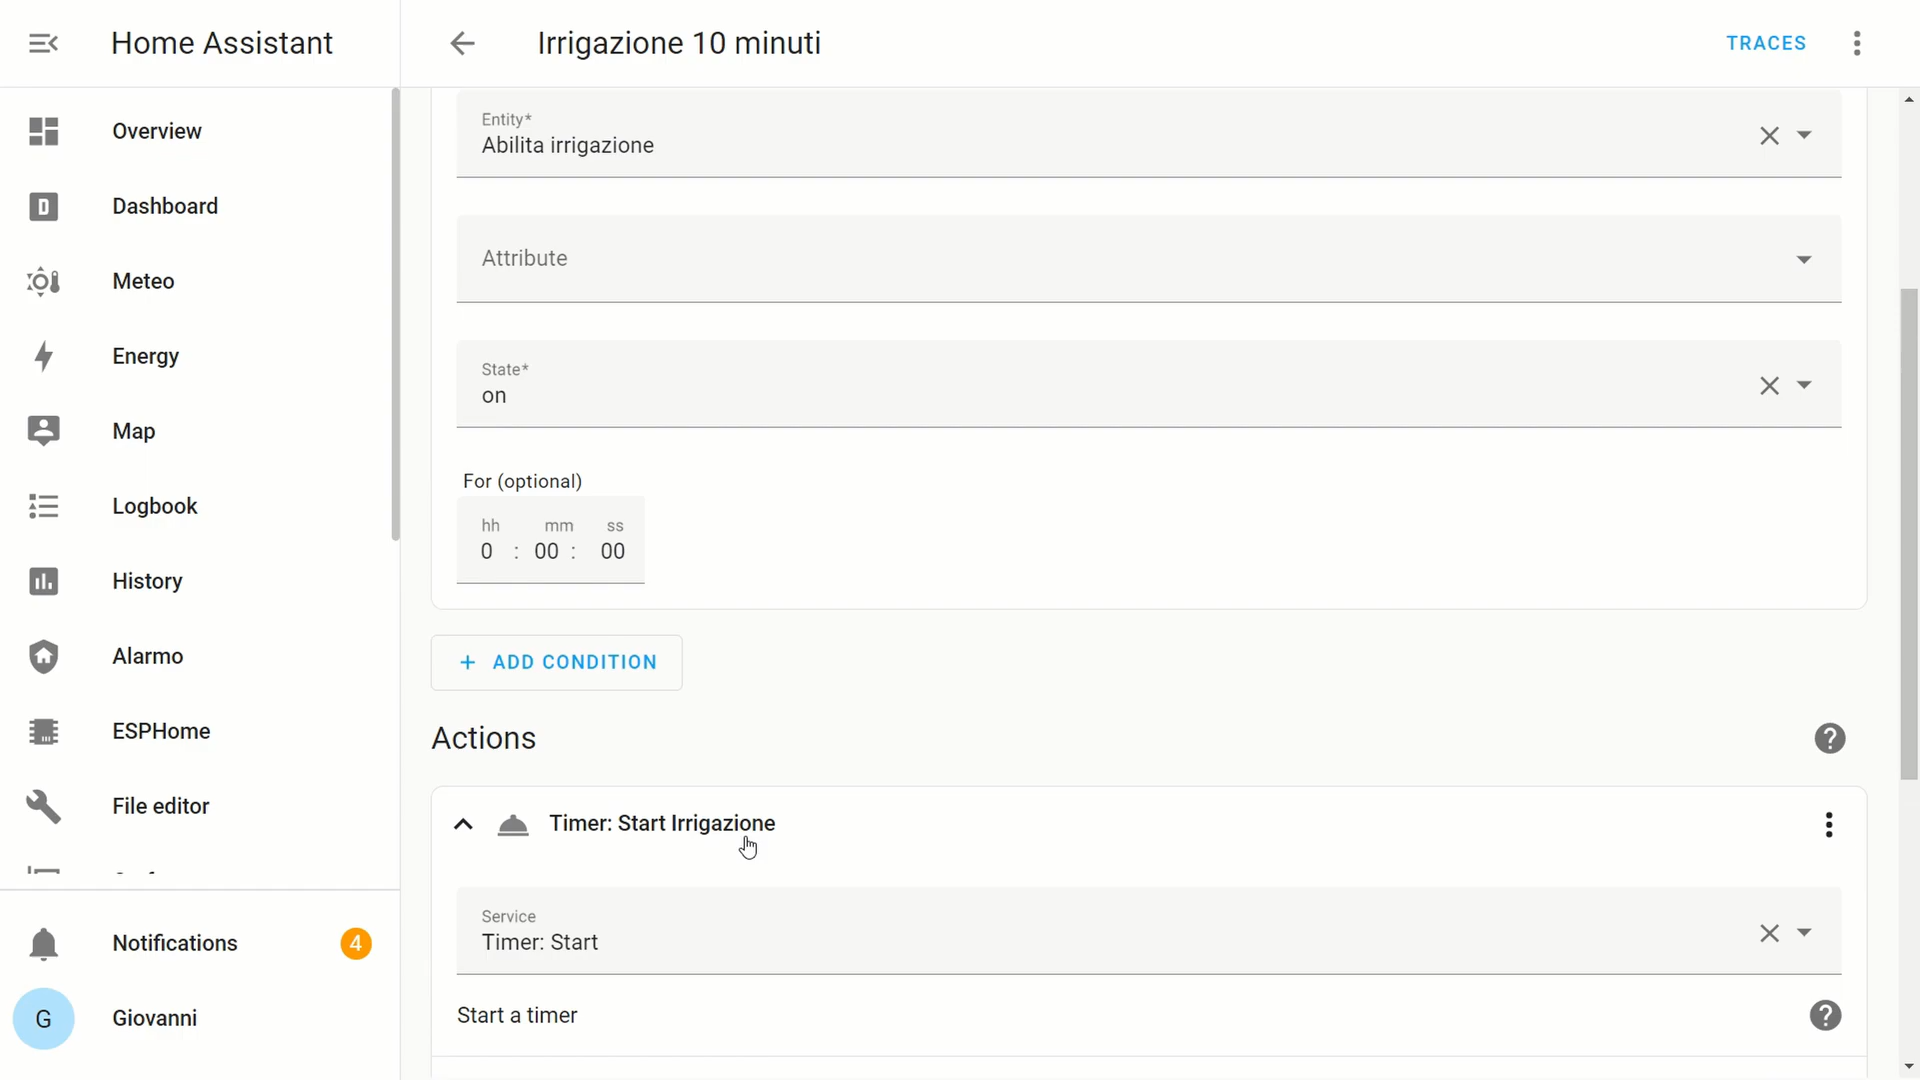 Home Assistant
Irrigazione 10 minuti
TRACES
Overview
D
Dashboard
Meteo
Energy
Map
Logbook
History
Alarmo
ESPHome
File editor
Notifications
4
G
Giovanni
Entity*
Abilita irrigazione
Attribute
State*
on
For (optional)
hh mm ss
0 : 00 : 00
+ ADD CONDITION
Actions
?
Timer: Start Irrigazione
Service
Timer: Start
Start a timer
?